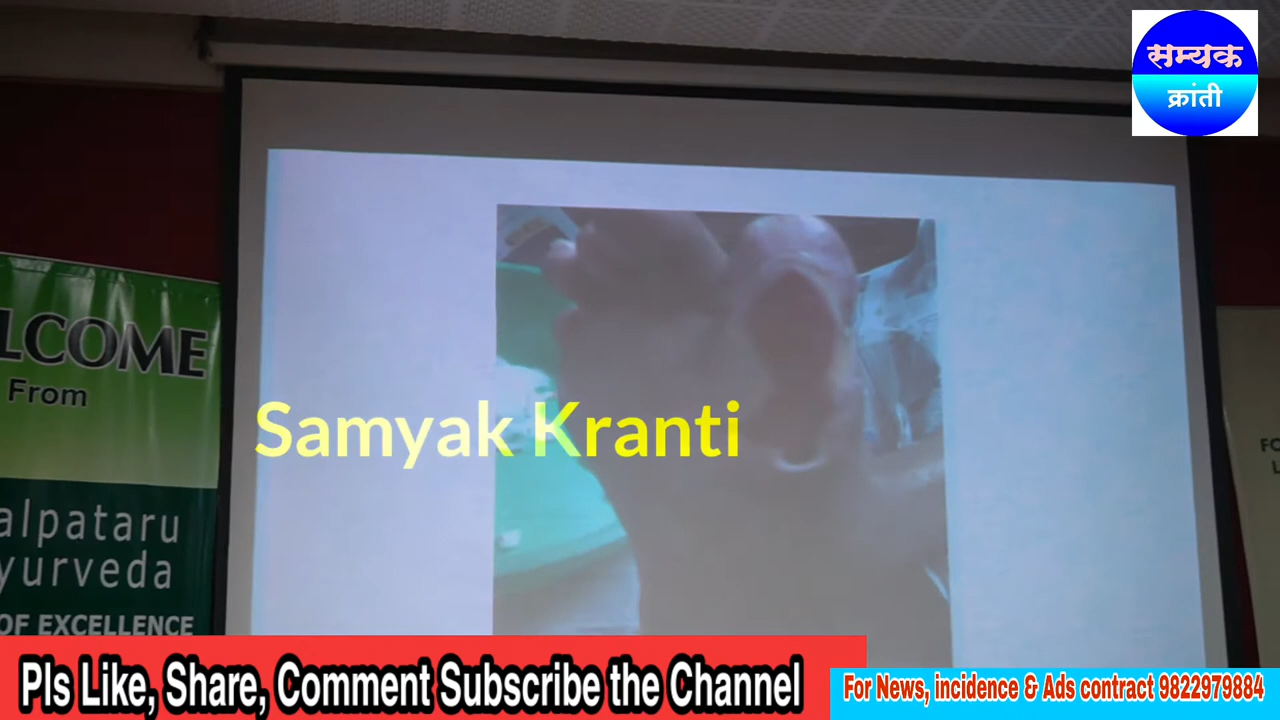 सम्यक
क्रांती
LCOME
From
alpataru
yurveda
OF EXCELLENCE
Samyak Kranti
FO
L
Pls Like, Share, Comment Subscribe the Channel
For News, incidence & Ads contract 9822979884